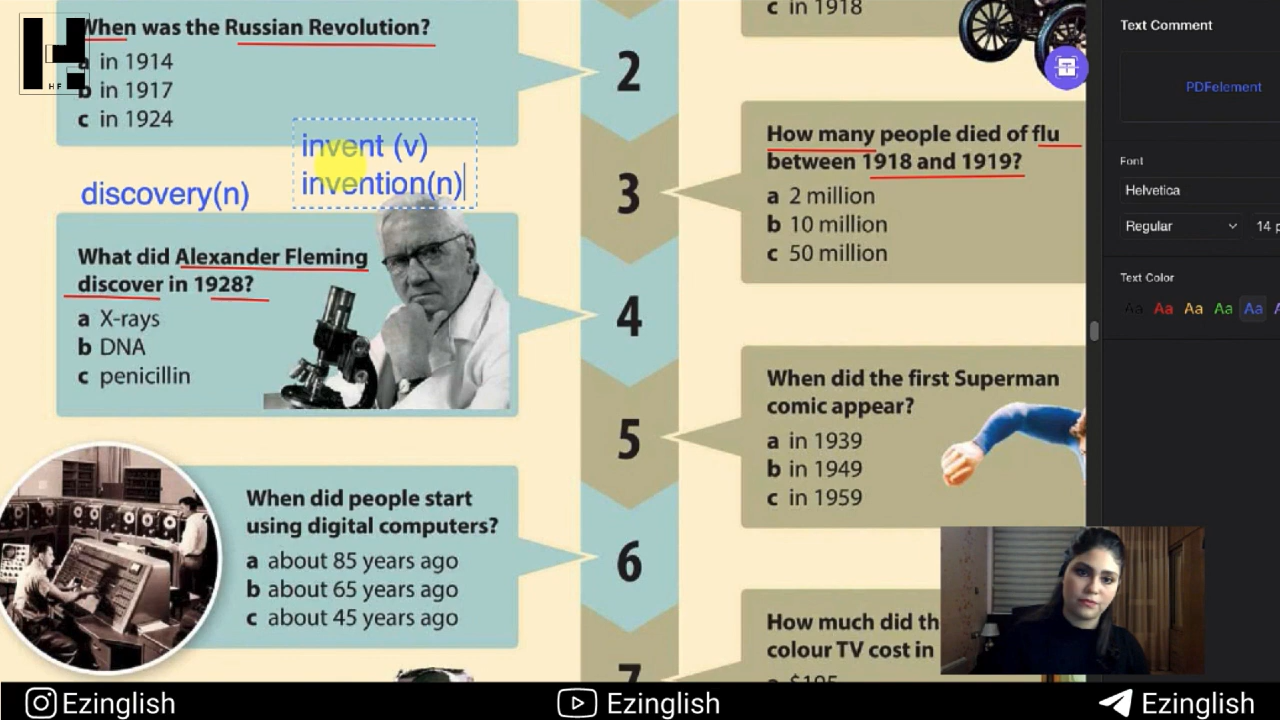 HF
When was the Russian Revolution?
a in 1914
b in 1917
c in 1924
discovery(n)
invent (v)
invention(n)
What did Alexander Fleming
discover in 1928?
a X-rays
b DNA
c penicillin
When did people start
using digital computers?
a about 85 years ago
b about 65 years ago
c about 45 years ago
2
3
4
5
6
7
c in 1918
How many people died of flu
between 1918 and 1919?
a 2 million
b 10 million
c 50 million
When did the first Superman
comic appear?
a in 1939
b in 1949
c in 1959
How much did th
colour TV cost in
a $195
Text Comment
PDFelement
Font
Helvetica
Regular
14 p
Text Color
Aa Aa Aa Aa Aa
Ezinglish
Ezinglish
Ezinglish